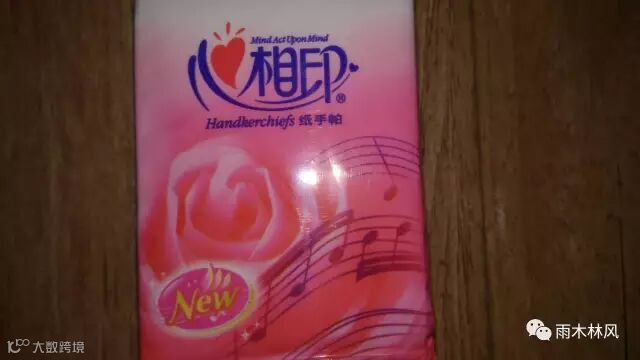 Mind Act Upon Mind
心相印®
Handkerchiefs 纸手帕
New
大数跨境
雨木林风